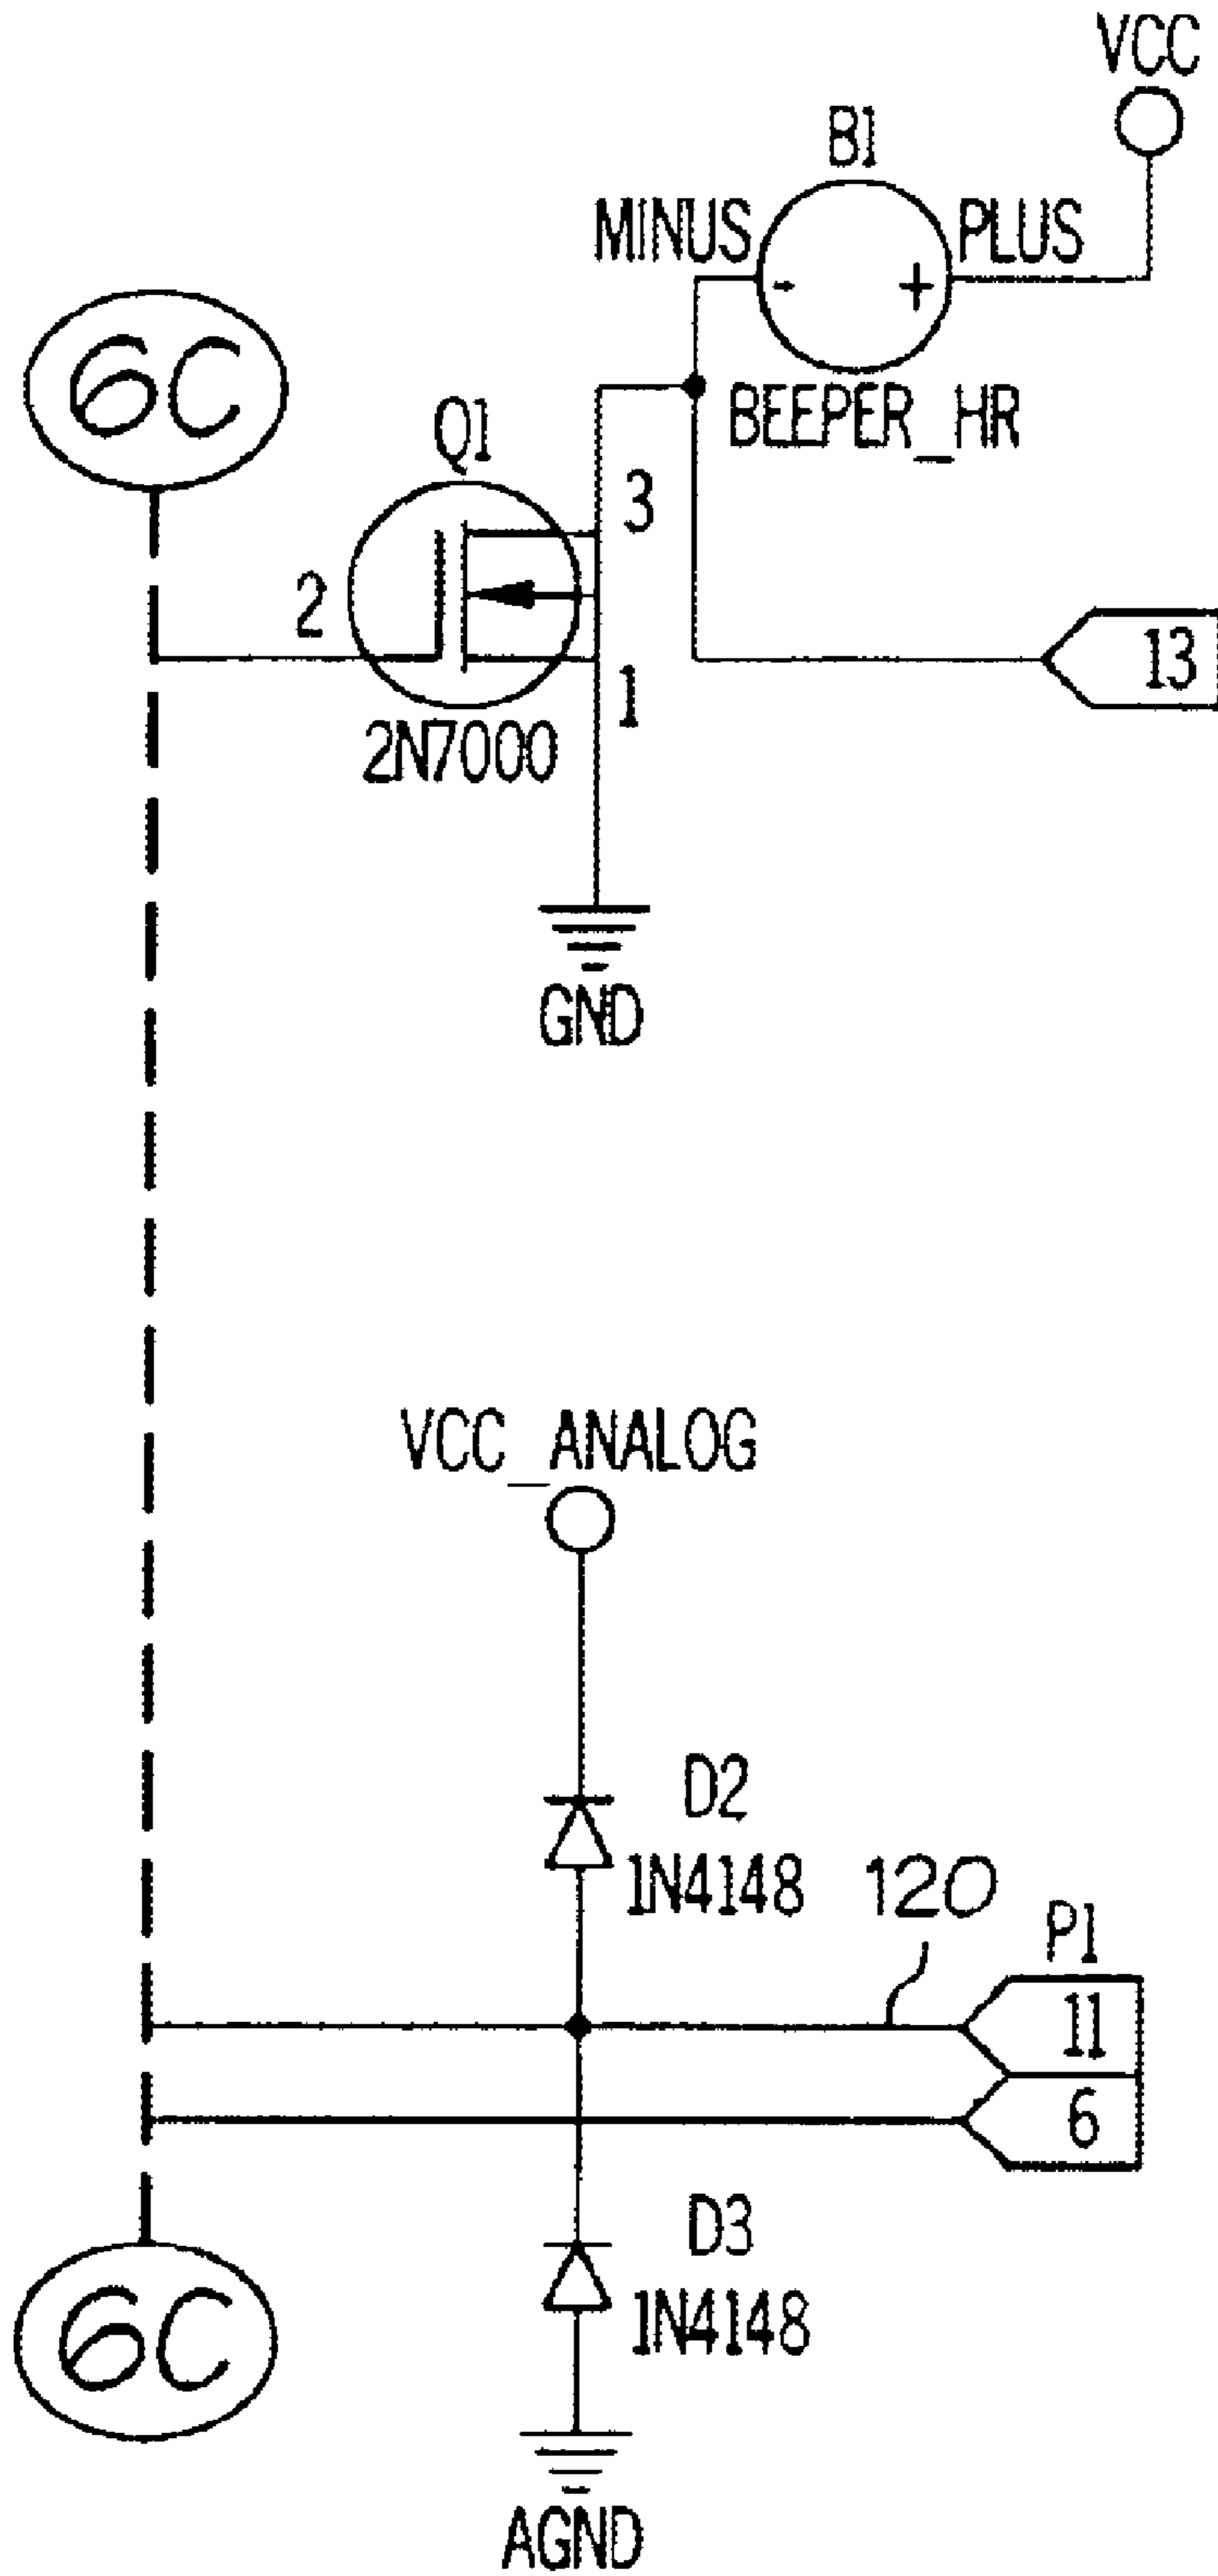 VCC
B1
MINUS
PLUS
6C
BEEPER_HR
Q1
3
2
13
1
2N7000
GND
VCC_ANALOG
D2
1N4148
120
P1
11
6
D3
1N4148
6C
AGND